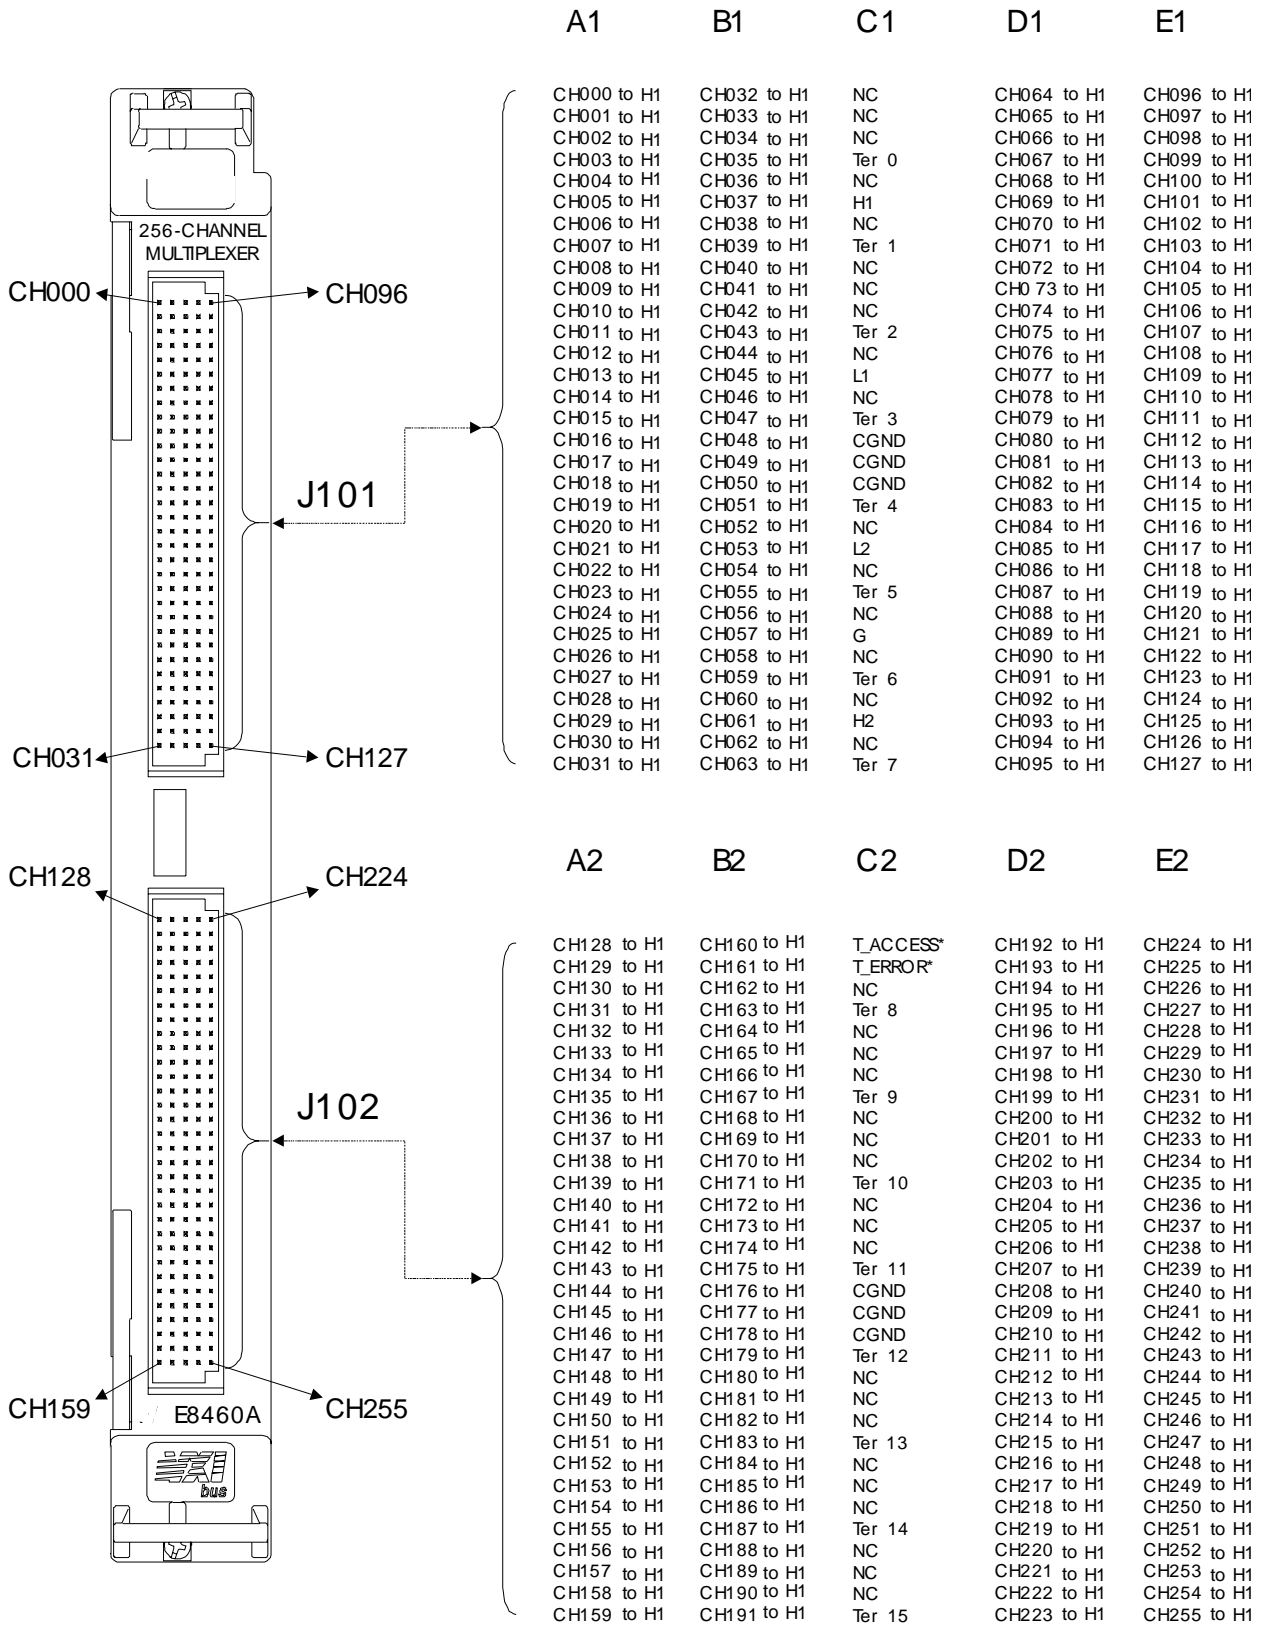 A1 B1 C1 D1 E1
CH000 to H1 CH032 to H1 NC CH064 to H1 CH096 to H1
CH001 to H1 CH033 to H1 NC CH065 to H1 CH097 to H1
CH002 to H1 CH034 to H1 NC CH066 to H1 CH098 to H1
CH003 to H1 CH035 to H1 Ter 0 CH067 to H1 CH099 to H1
CH004 to H1 CH036 to H1 NC CH068 to H1 CH100 to H1
CH005 to H1 CH037 to H1 H1 CH069 to H1 CH101 to H1
CH006 to H1 CH038 to H1 NC CH070 to H1 CH102 to H1
CH007 to H1 CH039 to H1 Ter 1 CH071 to H1 CH103 to H1
CH008 to H1 CH040 to H1 NC CH072 to H1 CH104 to H1
CH009 to H1 CH041 to H1 NC CH073 to H1 CH105 to H1
CH010 to H1 CH042 to H1 NC CH074 to H1 CH106 to H1
CH011 to H1 CH043 to H1 Ter 2 CH075 to H1 CH107 to H1
CH012 to H1 CH044 to H1 NC CH076 to H1 CH108 to H1
CH013 to H1 CH045 to H1 L1 CH077 to H1 CH109 to H1
CH014 to H1 CH046 to H1 NC CH078 to H1 CH110 to H1
CH015 to H1 CH047 to H1 Ter 3 CH079 to H1 CH111 to H1
CH016 to H1 CH048 to H1 CGND CH080 to H1 CH112 to H1
CH017 to H1 CH049 to H1 CGND CH081 to H1 CH113 to H1
CH018 to H1 CH050 to H1 CGND CH082 to H1 CH114 to H1
CH019 to H1 CH051 to H1 Ter 4 CH083 to H1 CH115 to H1
CH020 to H1 CH052 to H1 NC CH084 to H1 CH116 to H1
CH021 to H1 CH053 to H1 L2 CH085 to H1 CH117 to H1
CH022 to H1 CH054 to H1 NC CH086 to H1 CH118 to H1
CH023 to H1 CH055 to H1 Ter 5 CH087 to H1 CH119 to H1
CH024 to H1 CH056 to H1 NC CH088 to H1 CH120 to H1
CH025 to H1 CH057 to H1 G CH089 to H1 CH121 to H1
CH026 to H1 CH058 to H1 NC CH090 to H1 CH122 to H1
CH027 to H1 CH059 to H1 Ter 6 CH091 to H1 CH123 to H1
CH028 to H1 CH060 to H1 NC CH092 to H1 CH124 to H1
CH029 to H1 CH061 to H1 H2 CH093 to H1 CH125 to H1
CH030 to H1 CH062 to H1 NC CH094 to H1 CH126 to H1
CH031 to H1 CH063 to H1 Ter 7 CH095 to H1 CH127 to H1
256-CHANNEL
MULTIPLEXER
CH000 CH096
J101
CH031 CH127
CH128 CH224
J102
CH159 CH255
E8460A
VXI
bus
A2 B2 C2 D2 E2
CH128 to H1 CH160 to H1 T_ACCESS* CH192 to H1 CH224 to H1
CH129 to H1 CH161 to H1 T_ERROR* CH193 to H1 CH225 to H1
CH130 to H1 CH162 to H1 NC CH194 to H1 CH226 to H1
CH131 to H1 CH163 to H1 Ter 8 CH195 to H1 CH227 to H1
CH132 to H1 CH164 to H1 NC CH196 to H1 CH228 to H1
CH133 to H1 CH165 to H1 NC CH197 to H1 CH229 to H1
CH134 to H1 CH166 to H1 NC CH198 to H1 CH230 to H1
CH135 to H1 CH167 to H1 Ter 9 CH199 to H1 CH231 to H1
CH136 to H1 CH168 to H1 NC CH200 to H1 CH232 to H1
CH137 to H1 CH169 to H1 NC CH201 to H1 CH233 to H1
CH138 to H1 CH170 to H1 NC CH202 to H1 CH234 to H1
CH139 to H1 CH171 to H1 Ter 10 CH203 to H1 CH235 to H1
CH140 to H1 CH172 to H1 NC CH204 to H1 CH236 to H1
CH141 to H1 CH173 to H1 NC CH205 to H1 CH237 to H1
CH142 to H1 CH174 to H1 NC CH206 to H1 CH238 to H1
CH143 to H1 CH175 to H1 Ter 11 CH207 to H1 CH239 to H1
CH144 to H1 CH176 to H1 CGND CH208 to H1 CH240 to H1
CH145 to H1 CH177 to H1 CGND CH209 to H1 CH241 to H1
CH146 to H1 CH178 to H1 CGND CH210 to H1 CH242 to H1
CH147 to H1 CH179 to H1 Ter 12 CH211 to H1 CH243 to H1
CH148 to H1 CH180 to H1 NC CH212 to H1 CH244 to H1
CH149 to H1 CH181 to H1 NC CH213 to H1 CH245 to H1
CH150 to H1 CH182 to H1 NC CH214 to H1 CH246 to H1
CH151 to H1 CH183 to H1 Ter 13 CH215 to H1 CH247 to H1
CH152 to H1 CH184 to H1 NC CH216 to H1 CH248 to H1
CH153 to H1 CH185 to H1 NC CH217 to H1 CH249 to H1
CH154 to H1 CH186 to H1 NC CH218 to H1 CH250 to H1
CH155 to H1 CH187 to H1 Ter 14 CH219 to H1 CH251 to H1
CH156 to H1 CH188 to H1 NC CH220 to H1 CH252 to H1
CH157 to H1 CH189 to H1 NC CH221 to H1 CH253 to H1
CH158 to H1 CH190 to H1 NC CH222 to H1 CH254 to H1
CH159 to H1 CH191 to H1 Ter 15 CH223 to H1 CH255 to H1